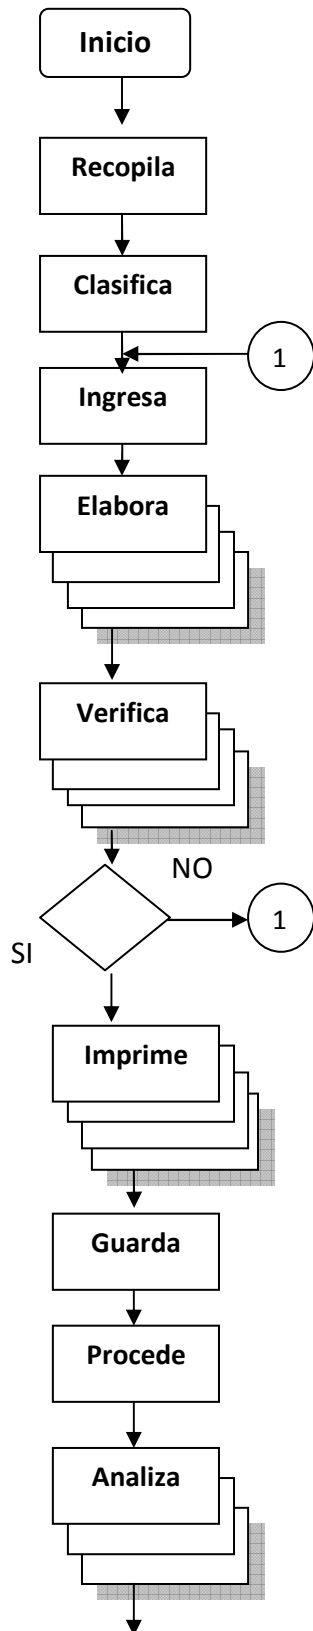 Inicio
Recopila
Clasifica
1
Ingresa
Elabora
Verifica
NO
1
SI
Imprime
Guarda
Procede
Analiza